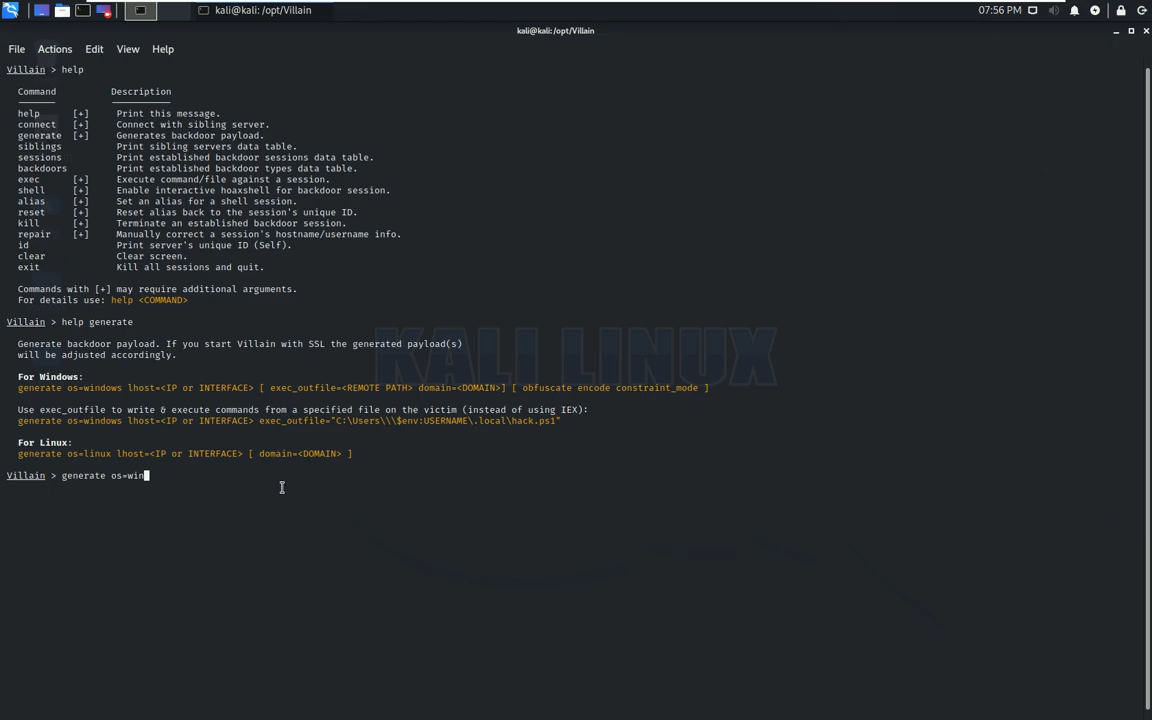 kali@kali: /opt/Villain
07:56 PM
kali@kali:/opt/Villain
File Actions Edit View Help
Villain > help
Command Description
help [+] Print this message.
connect [+] Connect with sibling server.
generate [+] Generates backdoor payload.
siblings Print sibling servers data table.
sessions Print established backdoor sessions data table.
backdoors Print established backdoor types data table.
exec [+] Execute command/file against a session.
shell [+] Enable interactive hoaxshell for backdoor session.
alias [+] Set an alias for a shell session.
reset [+] Reset alias back to the session's unique ID.
kill [+] Terminate an established backdoor session.
repair [+] Manually correct a session's hostname/username info.
id Print server's unique ID (Self).
clear Clear screen.
exit Kill all sessions and quit.
Commands with [+] may require additional arguments.
For details use: help <COMMAND>
Villain > help generate
Generate backdoor payload. If you start Villain with SSL the generated payload(s)
will be adjusted accordingly.
For Windows:
generate os=windows lhost=<IP or INTERFACE> [ exec_outfile=<REMOTE PATH> domain=<DOMAIN>] [ obfuscate encode constraint_mode ]
Use exec_outfile to write & execute commands from a specified file on the victim (instead of using IEX):
generate os=windows lhost=<IP or INTERFACE> exec_outfile="C:\Users\\\$env:USERNAME\.local\hack.ps1"
For Linux:
generate os=linux lhost=<IP or INTERFACE> [ domain=<DOMAIN> ]
Villain > generate os=win
KALI LINUX